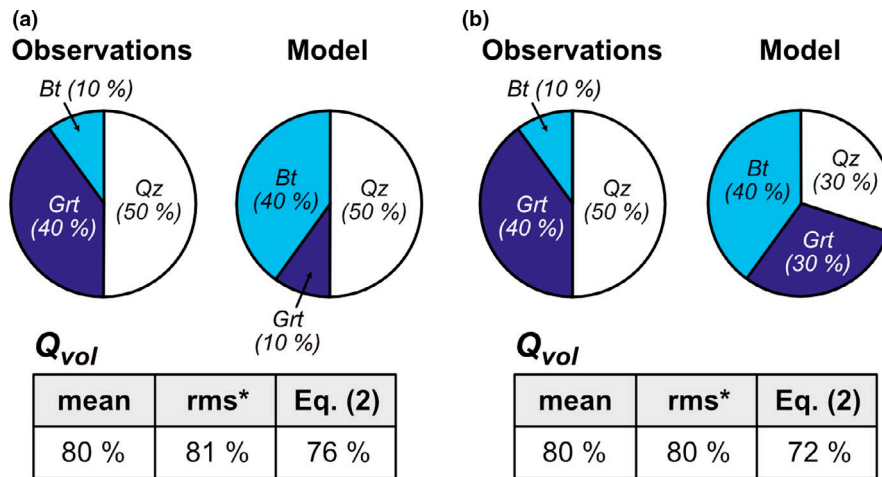 (a)
Observations
Model
Bt (10 %)
Grt
(40 %)
Qz
(50 %)
Bt
(40 %)
Qz
(50 %)
Grt
(10 %)
Qvol
mean rms* Eq. (2)
80 % 81 % 76 %
(b)
Observations
Model
Bt (10 %)
Grt
(40 %)
Qz
(50 %)
Bt
(40 %)
Qz
(30 %)
Grt
(30 %)
Qvol
mean rms* Eq. (2)
80 % 80 % 72 %